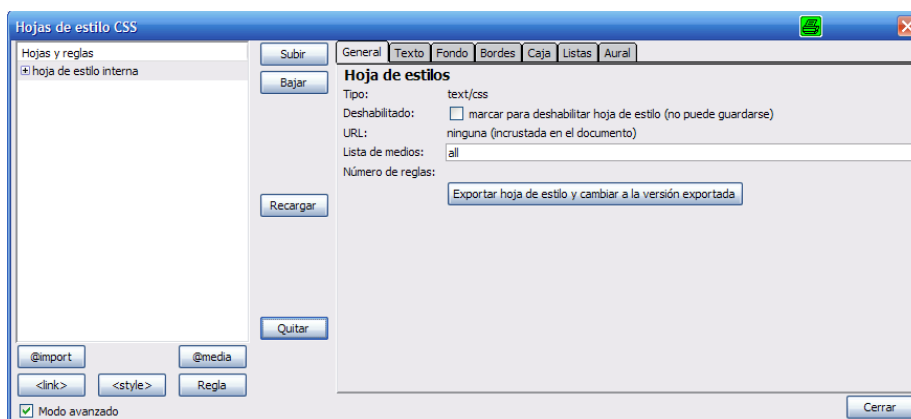 Hojas de estilo CSS
Hojas y reglas
hoja de estilo interna
Subir
Bajar
Recargar
Quitar
@import
@media
<link>
<style>
Regla
Modo avanzado
General Texto Fondo Bordes Caja Listas Aural
Hoja de estilos
Tipo: text/css
Deshabilitado: marcar para deshabilitar hoja de estilo (no puede guardarse)
URL: ninguna (incrustada en el documento)
Lista de medios: all
Número de reglas:
Exportar hoja de estilo y cambiar a la versión exportada
Cerrar